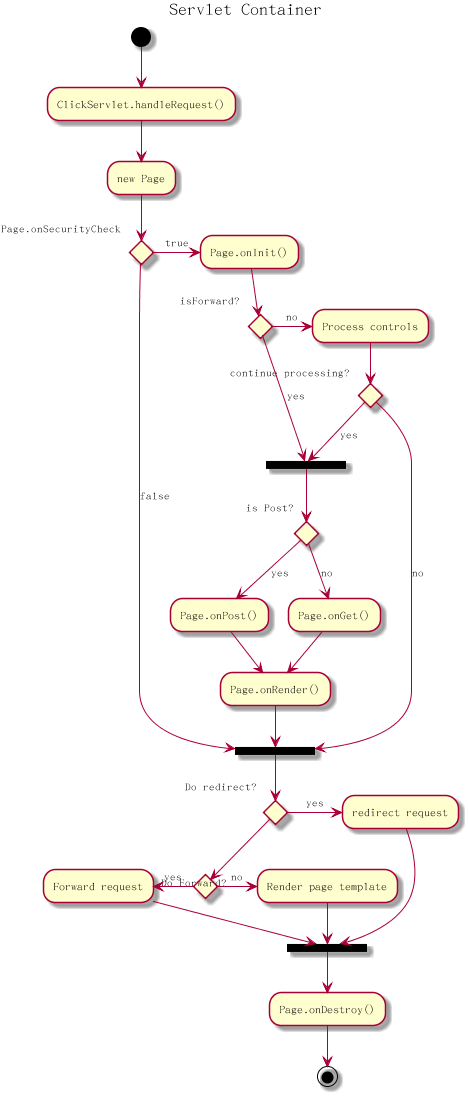 Servlet Container
ClickServlet.handleRequest()
new Page
Page.onSecurityCheck
true
Page.onInit()
isForward?
no
Process controls
continue processing?
yes
yes
false
is Post?
yes
no
no
Page.onPost()
Page.onGet()
Page.onRender()
Do redirect?
yes
redirect request
yes
Do Forward?
no
Forward request
Render page template
Page.onDestroy()